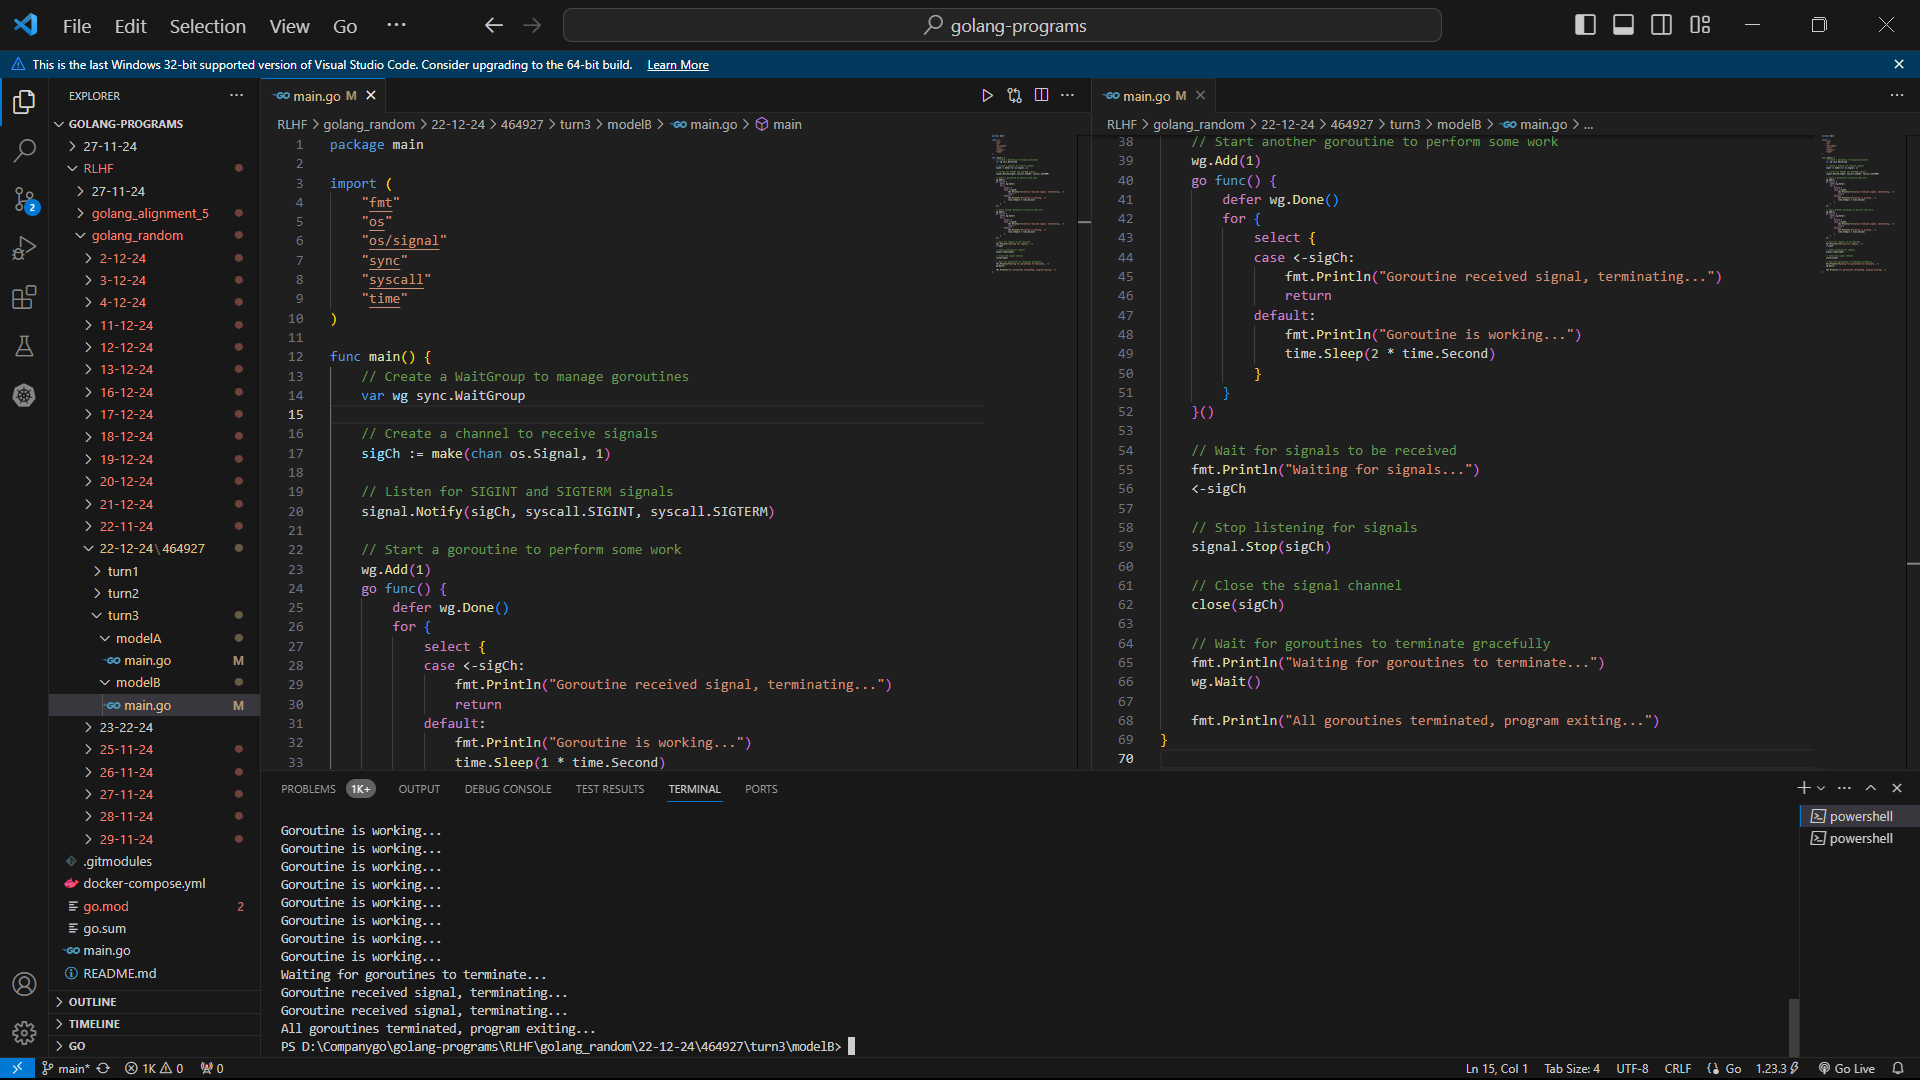 File Edit Selection View Go ··· golang-programs
This is the last Windows 32-bit supported version of Visual Studio Code. Consider upgrading to the 64-bit build. Learn More
EXPLORER
GOLANG-PROGRAMS
27-11-24
RLHF
27-11-24
golang_alignment_5
golang_random
2-12-24
3-12-24
4-12-24
11-12-24
12-12-24
13-12-24
16-12-24
17-12-24
18-12-24
19-12-24
20-12-24
21-12-24
22-11-24
22-12-24\464927
turn1
turn2
turn3
modelA
main.go M
modelB
main.go M
23-22-24
25-11-24
26-11-24
27-11-24
28-11-24
29-11-24
.gitmodules
docker-compose.yml
go.mod 2
go.sum
main.go
README.md
OUTLINE
TIMELINE
GO
2
main.go M
RLHF > golang_random > 22-12-24 > 464927 > turn3 > modelB > main.go > main
1 package main
2
3 import (
4 "fmt"
5 "os"
6 "os/signal"
7 "sync"
8 "syscall"
9 "time"
10 )
11
12 func main() {
13 // Create a WaitGroup to manage goroutines
14 var wg sync.WaitGroup
15
16 // Create a channel to receive signals
17 sigCh := make(chan os.Signal, 1)
18
19 // Listen for SIGINT and SIGTERM signals
20 signal.Notify(sigCh, syscall.SIGINT, syscall.SIGTERM)
21
22 // Start a goroutine to perform some work
23 wg.Add(1)
24 go func() {
25 defer wg.Done()
26 for {
27 select {
28 case <-sigCh:
29 fmt.Println("Goroutine received signal, terminating...")
30 return
31 default:
32 fmt.Println("Goroutine is working...")
33 time.Sleep(1 * time.Second)
main.go M
RLHF > golang_random > 22-12-24 > 464927 > turn3 > modelB > main.go > ...
38 // Start another goroutine to perform some work
39 wg.Add(1)
40 go func() {
41 defer wg.Done()
42 for {
43 select {
44 case <-sigCh:
45 fmt.Println("Goroutine received signal, terminating...")
46 return
47 default:
48 fmt.Println("Goroutine is working...")
49 time.Sleep(2 * time.Second)
50 }
51 }
52 }()
53
54 // Wait for signals to be received
55 fmt.Println("Waiting for signals...")
56 <-sigCh
57
58 // Stop listening for signals
59 signal.Stop(sigCh)
60
61 // Close the signal channel
62 close(sigCh)
63
64 // Wait for goroutines to terminate gracefully
65 fmt.Println("Waiting for goroutines to terminate...")
66 wg.Wait()
67
68 fmt.Println("All goroutines terminated, program exiting...")
69 }
70
PROBLEMS 1K+ OUTPUT DEBUG CONSOLE TEST RESULTS TERMINAL PORTS
Goroutine is working...
Goroutine is working...
Goroutine is working...
Goroutine is working...
Goroutine is working...
Goroutine is working...
Goroutine is working...
Goroutine is working...
Waiting for goroutines to terminate...
Goroutine received signal, terminating...
Goroutine received signal, terminating...
All goroutines terminated, program exiting...
PS D:\Companygo\golang-programs\RLHF\golang_random\22-12-24\464927\turn3\modelB>
powershell
powershell
main* 1K 0 0 Ln 15, Col 1 Tab Size: 4 UTF-8 CRLF Go 1.23.3 Go Live